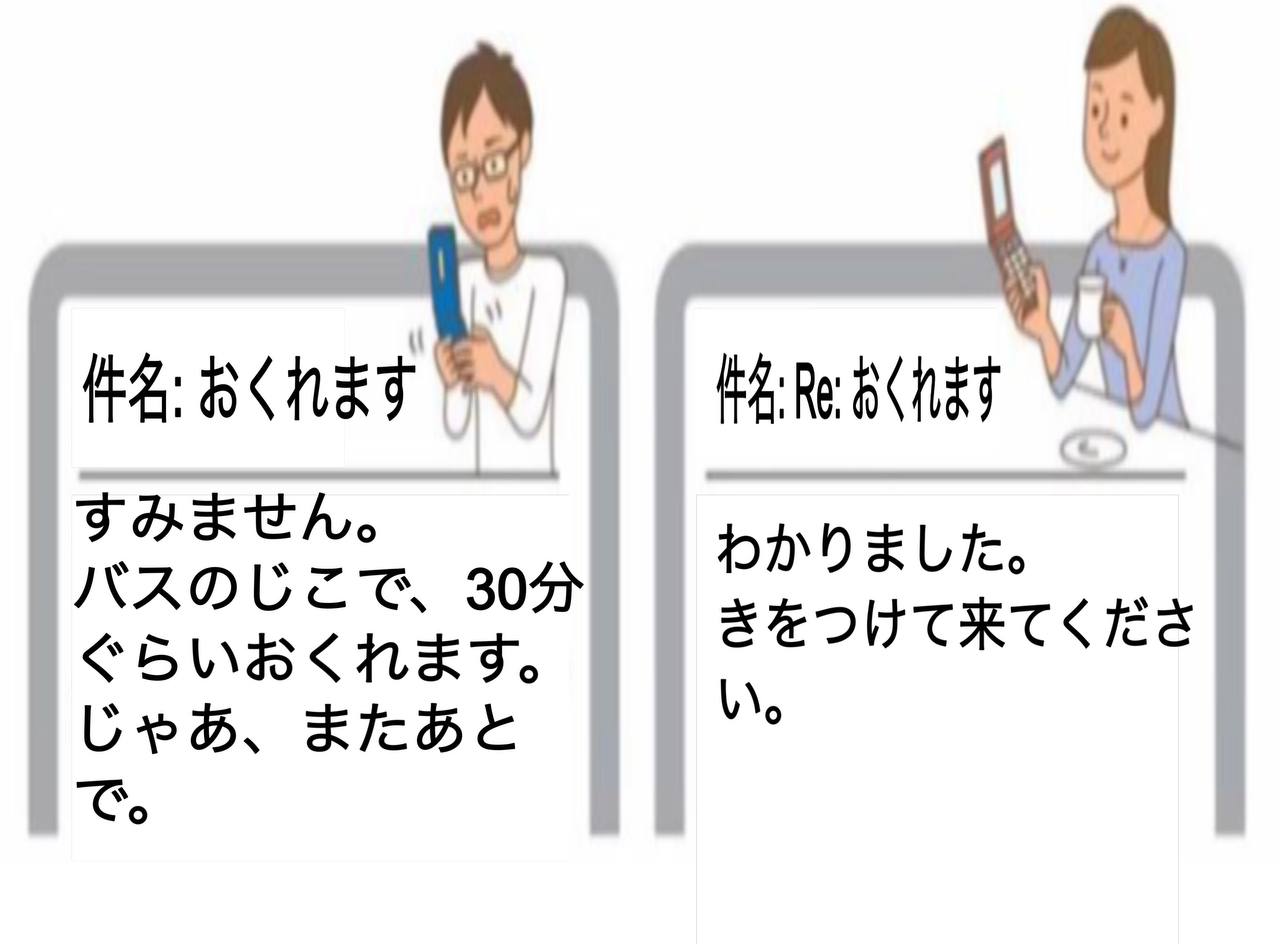 件名: おくれます
すみません。
バスのじこで、30分
ぐらいおくれます。
じゃあ、またあと
で。
件名: Re: おくれます
わかりました。
きをつけて来てくださ
い。